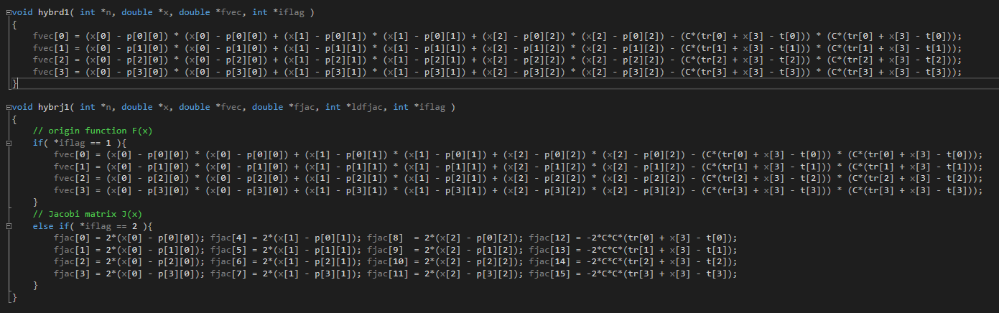 void hybrd1( int *n, double *x, double *fvec, int *iflag )
{
    fvec[0] = (x[0] - p[0][0]) * (x[0] - p[0][0]) + (x[1] - p[0][1]) * (x[1] - p[0][1]) + (x[2] - p[0][2]) * (x[2] - p[0][2]) - (C*(tr[0] + x[3] - t[0])) * (C*(tr[0] + x[3] - t[0]));
    fvec[1] = (x[0] - p[1][0]) * (x[0] - p[1][0]) + (x[1] - p[1][1]) * (x[1] - p[1][1]) + (x[2] - p[1][2]) * (x[2] - p[1][2]) - (C*(tr[1] + x[3] - t[1])) * (C*(tr[1] + x[3] - t[1]));
    fvec[2] = (x[0] - p[2][0]) * (x[0] - p[2][0]) + (x[1] - p[2][1]) * (x[1] - p[2][1]) + (x[2] - p[2][2]) * (x[2] - p[2][2]) - (C*(tr[2] + x[3] - t[2])) * (C*(tr[2] + x[3] - t[2]));
    fvec[3] = (x[0] - p[3][0]) * (x[0] - p[3][0]) + (x[1] - p[3][1]) * (x[1] - p[3][1]) + (x[2] - p[3][2]) * (x[2] - p[3][2]) - (C*(tr[3] + x[3] - t[3])) * (C*(tr[3] + x[3] - t[3]));
}
void hybrj1( int *n, double *x, double *fvec, double *fjac, int *ldfjac, int *iflag )
{
    // origin function F(x)
    if( *iflag == 1 ){
        fvec[0] = (x[0] - p[0][0]) * (x[0] - p[0][0]) + (x[1] - p[0][1]) * (x[1] - p[0][1]) + (x[2] - p[0][2]) * (x[2] - p[0][2]) - (C*(tr[0] + x[3] - t[0])) * (C*(tr[0] + x[3] - t[0]));
        fvec[1] = (x[0] - p[1][0]) * (x[0] - p[1][0]) + (x[1] - p[1][1]) * (x[1] - p[1][1]) + (x[2] - p[1][2]) * (x[2] - p[1][2]) - (C*(tr[1] + x[3] - t[1])) * (C*(tr[1] + x[3] - t[1]));
        fvec[2] = (x[0] - p[2][0]) * (x[0] - p[2][0]) + (x[1] - p[2][1]) * (x[1] - p[2][1]) + (x[2] - p[2][2]) * (x[2] - p[2][2]) - (C*(tr[2] + x[3] - t[2])) * (C*(tr[2] + x[3] - t[2]));
        fvec[3] = (x[0] - p[3][0]) * (x[0] - p[3][0]) + (x[1] - p[3][1]) * (x[1] - p[3][1]) + (x[2] - p[3][2]) * (x[2] - p[3][2]) - (C*(tr[3] + x[3] - t[3])) * (C*(tr[3] + x[3] - t[3]));
    }
    // Jacobi matrix J(x)
    else if( *iflag == 2 ){
        fjac[0] = 2*(x[0] - p[0][0]); fjac[4] = 2*(x[1] - p[0][1]); fjac[8]  = 2*(x[2] - p[0][2]); fjac[12] = -2*C*C*(tr[0] + x[3] - t[0]);
        fjac[1] = 2*(x[0] - p[1][0]); fjac[5] = 2*(x[1] - p[1][1]); fjac[9]  = 2*(x[2] - p[1][2]); fjac[13] = -2*C*C*(tr[1] + x[3] - t[1]);
        fjac[2] = 2*(x[0] - p[2][0]); fjac[6] = 2*(x[1] - p[2][1]); fjac[10] = 2*(x[2] - p[2][2]); fjac[14] = -2*C*C*(tr[2] + x[3] - t[2]);
        fjac[3] = 2*(x[0] - p[3][0]); fjac[7] = 2*(x[1] - p[3][1]); fjac[11] = 2*(x[2] - p[3][2]); fjac[15] = -2*C*C*(tr[3] + x[3] - t[3]);
    }
}